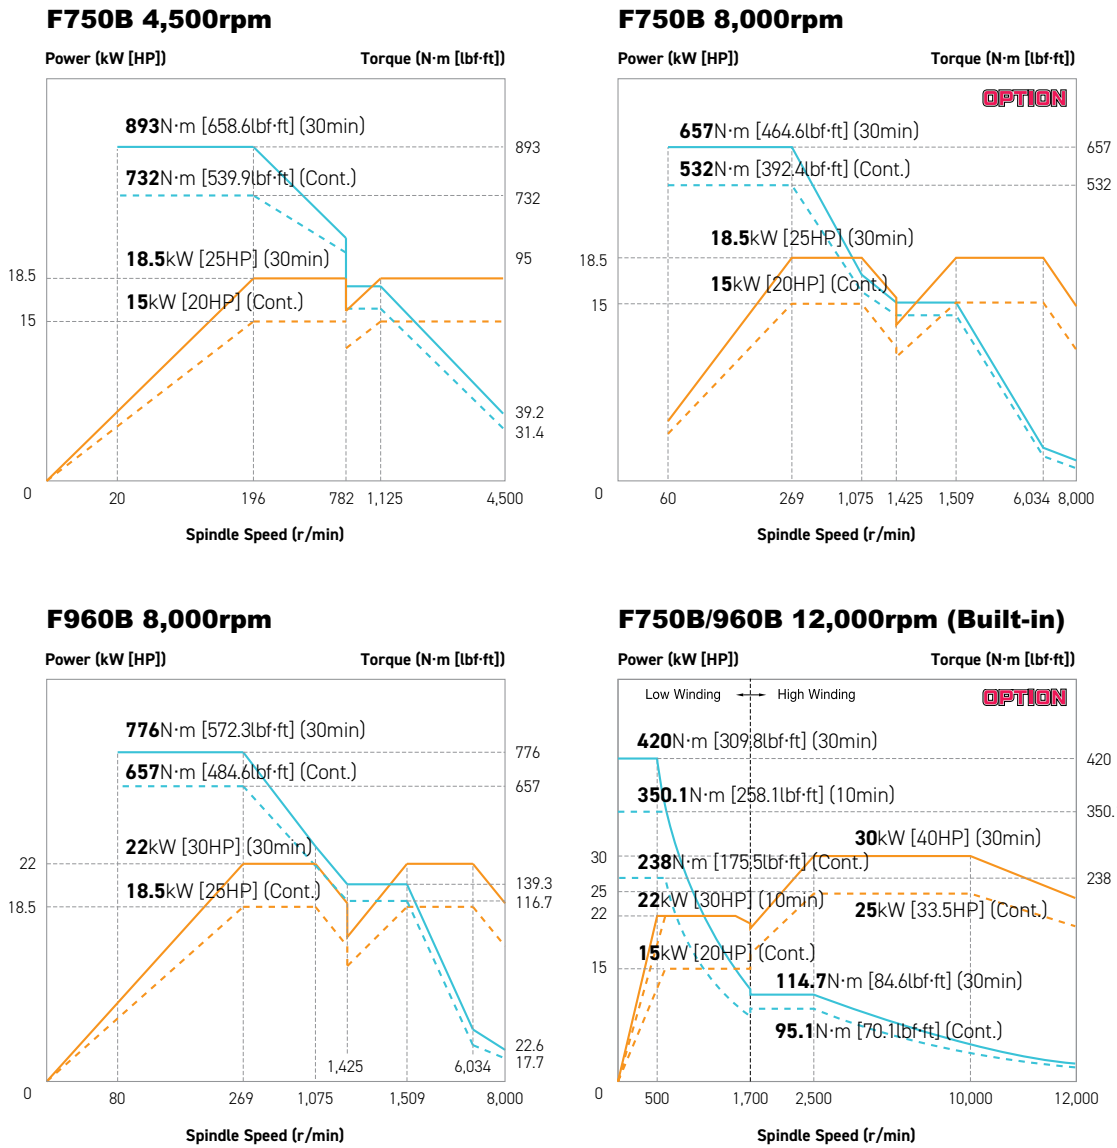 F750B 4,500rpm
Power (kW [HP])
Torque (N·m [lbf·ft])
893N·m [658.6lbf·ft] (30min)
893
732N·m [539.9lbf·ft] (Cont.)
732
18.5kW [25HP] (30min)
95
18.5
15kW [20HP] (Cont.)
15
39.2
31.4
0
20
196
782
1,125
4,500
Spindle Speed (r/min)
F750B 8,000rpm
Power (kW [HP])
Torque (N·m [lbf·ft])
OPTION
657N·m [464.6lbf·ft] (30min)
657
532N·m [392.4lbf·ft] (Cont.)
532
18.5kW [25HP] (30min)
18.5
15kW [20HP] (Cont.)
15
0
60
269
1,075
1,425
1,509
6,034
8,000
Spindle Speed (r/min)
F960B 8,000rpm
Power (kW [HP])
Torque (N·m [lbf·ft])
776N·m [572.3lbf·ft] (30min)
776
657N·m [484.6lbf·ft] (Cont.)
657
22kW [30HP] (30min)
22
18.5kW [25HP] (Cont.)
139.3
18.5
116.7
22.6
17.7
1,425
6,034
0
80
269
1,075
1,509
8,000
Spindle Speed (r/min)
F750B/960B 12,000rpm (Built-in)
Power (kW [HP])
Torque (N·m [lbf·ft])
Low Winding
High Winding
OPTION
420N·m [309.8lbf·ft] (30min)
420
350.1N·m [258.1lbf·ft] (10min)
350.
30kW [40HP] (30min)
30
238N·m [175.5lbf·ft] (Cont.)
238
25
22kW [30HP] (10min)
25kW [33.5HP] (Cont.)
22
15kW [20HP] (Cont.)
15
114.7N·m [84.6lbf·ft] (30min)
95.1N·m [70.1lbf·ft] (Cont.)
0
500
1,700
2,500
10,000
12,000
Spindle Speed (r/min)